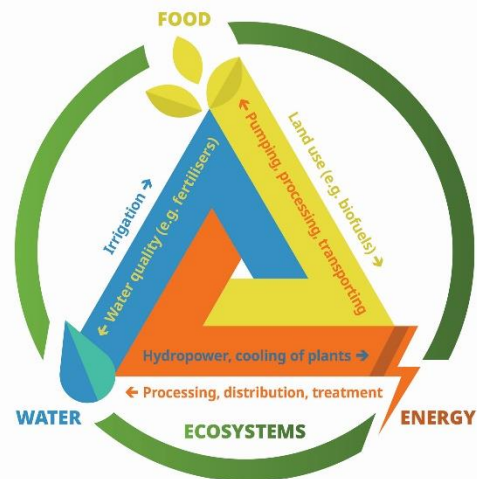 FOOD
Irrigation →
← Water quality (e.g. fertilisers)
← Pumping, processing, transporting
Land use (e.g. biofuels) →
Hydropower, cooling of plants →
← Processing, distribution, treatment
WATER
ECOSYSTEMS
ENERGY